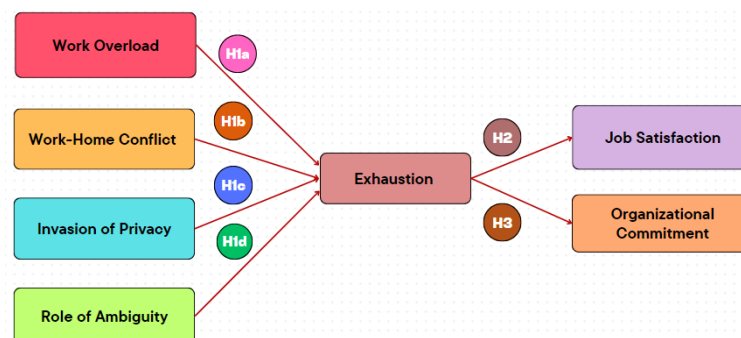 Work Overload
H1a
Work-Home Conflict
H1b
Invasion of Privacy
H1c
Role of Ambiguity
H1d
Exhaustion
H2
Job Satisfaction
H3
Organizational
Commitment